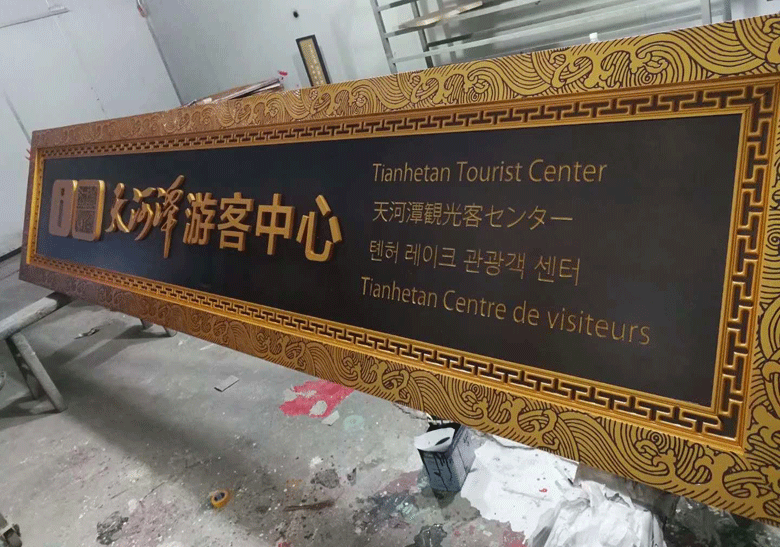 i
天河潭 游客中心
Tianhetan Tourist Center
天河潭観光客センター
텐허 레이크 관광객 센터
Tianhetan Centre de visiteurs